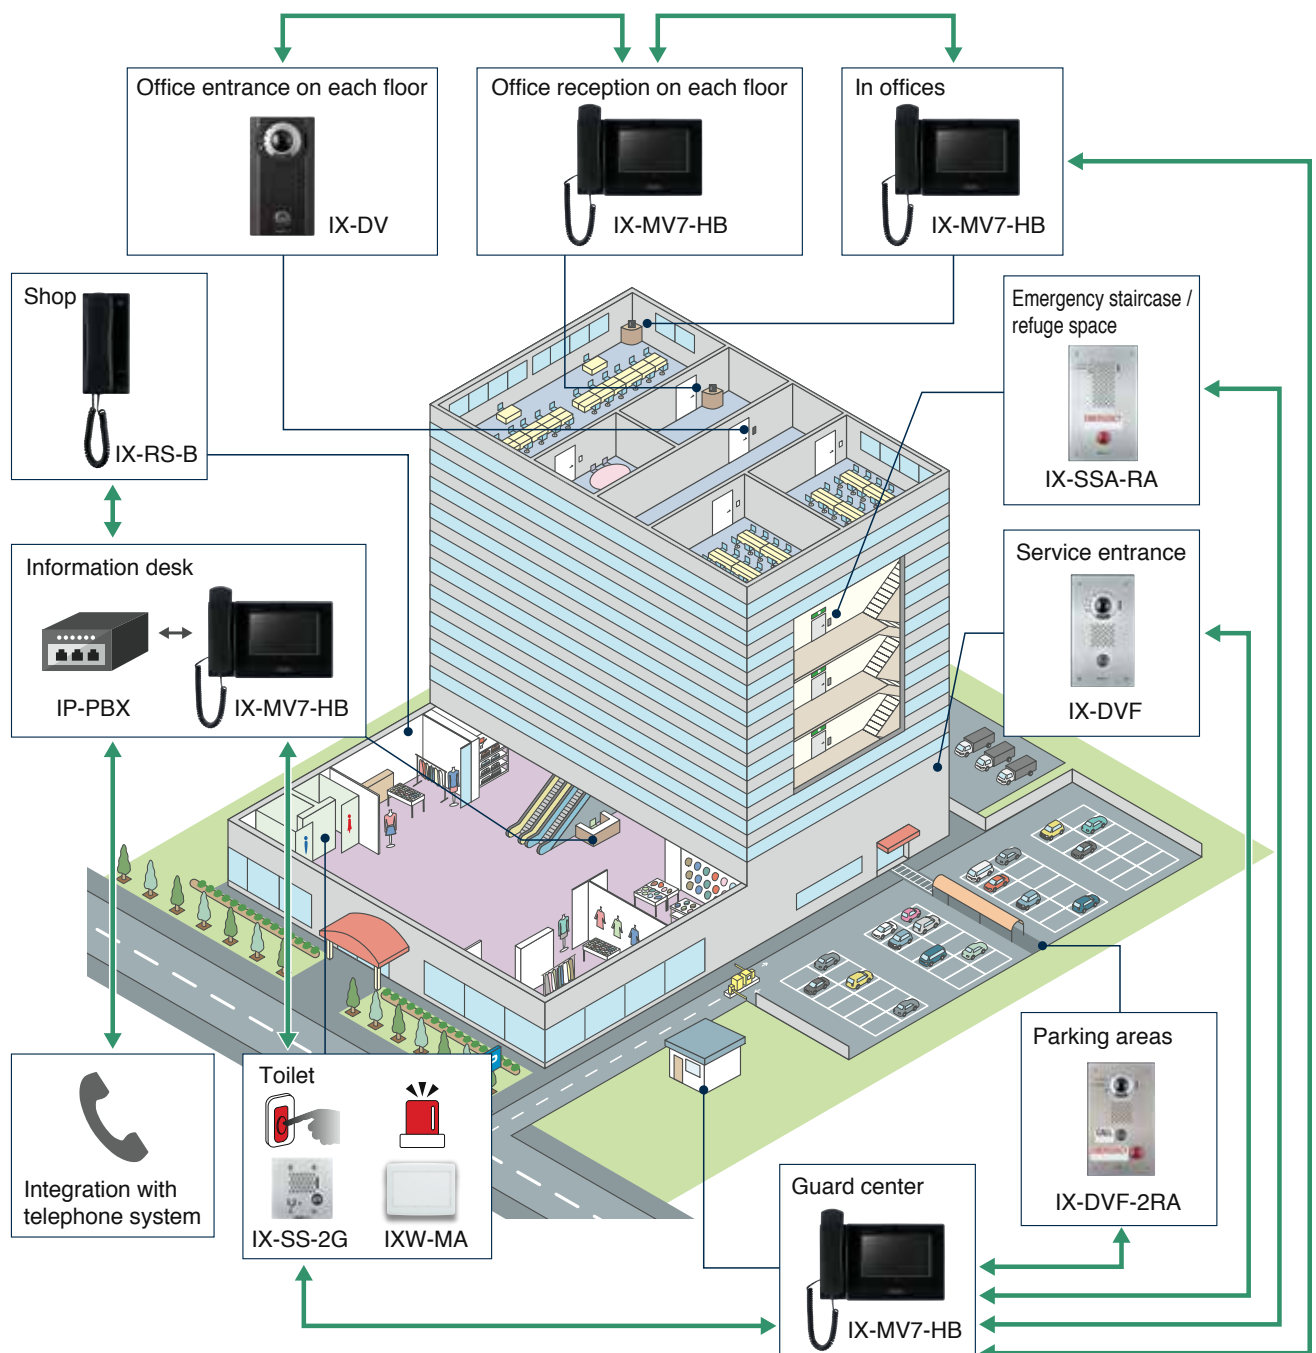 Office entrance on each floor
IX-DV
Office reception on each floor
IX-MV7-HB
In offices
IX-MV7-HB
Shop
IX-RS-B
Emergency staircase /
refuge space
EMERGENCY
IX-SSA-RA
Information desk
IP-PBX
IX-MV7-HB
Service entrance
IX-DVF
Integration with
telephone system
Toilet
IX-SS-2G
IXW-MA
Parking areas
CALL
EMERGENCY
IX-DVF-2RA
Guard center
IX-MV7-HB